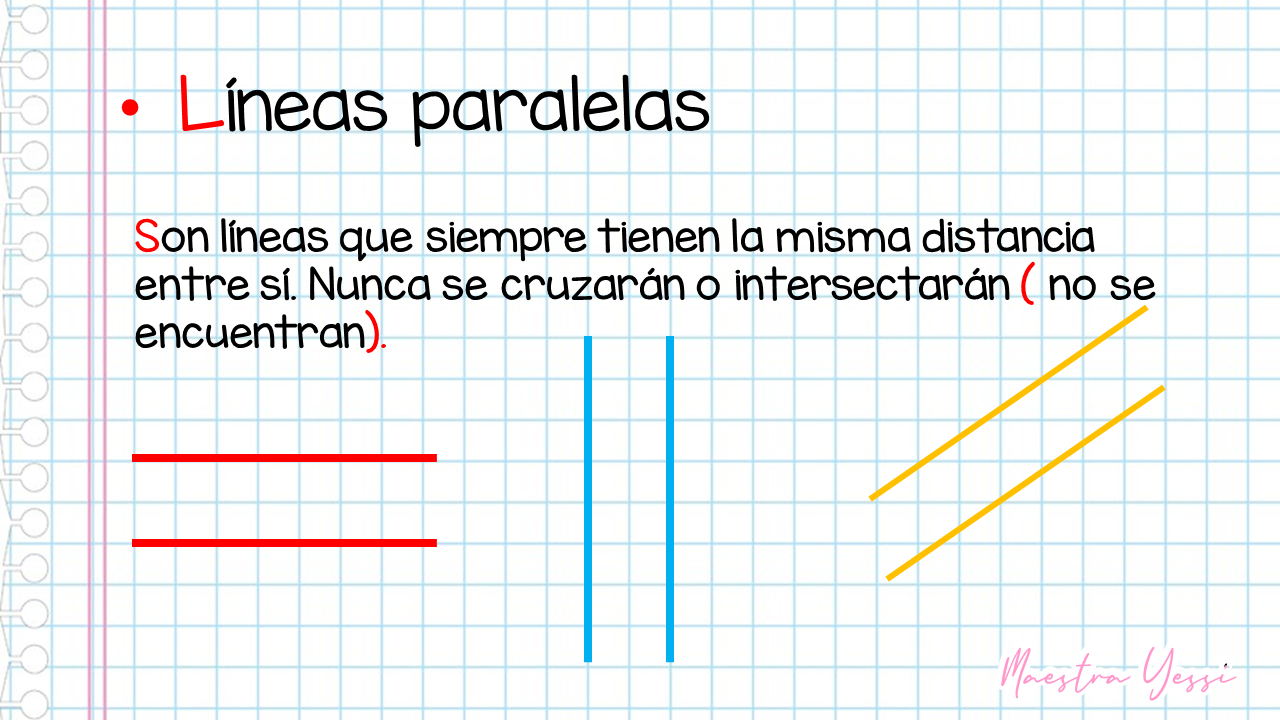 • Líneas paralelas
Son líneas que siempre tienen la misma distancia
entre sí. Nunca se cruzarán o intersectarán ( no se
encuentran).
Maestra Yessi